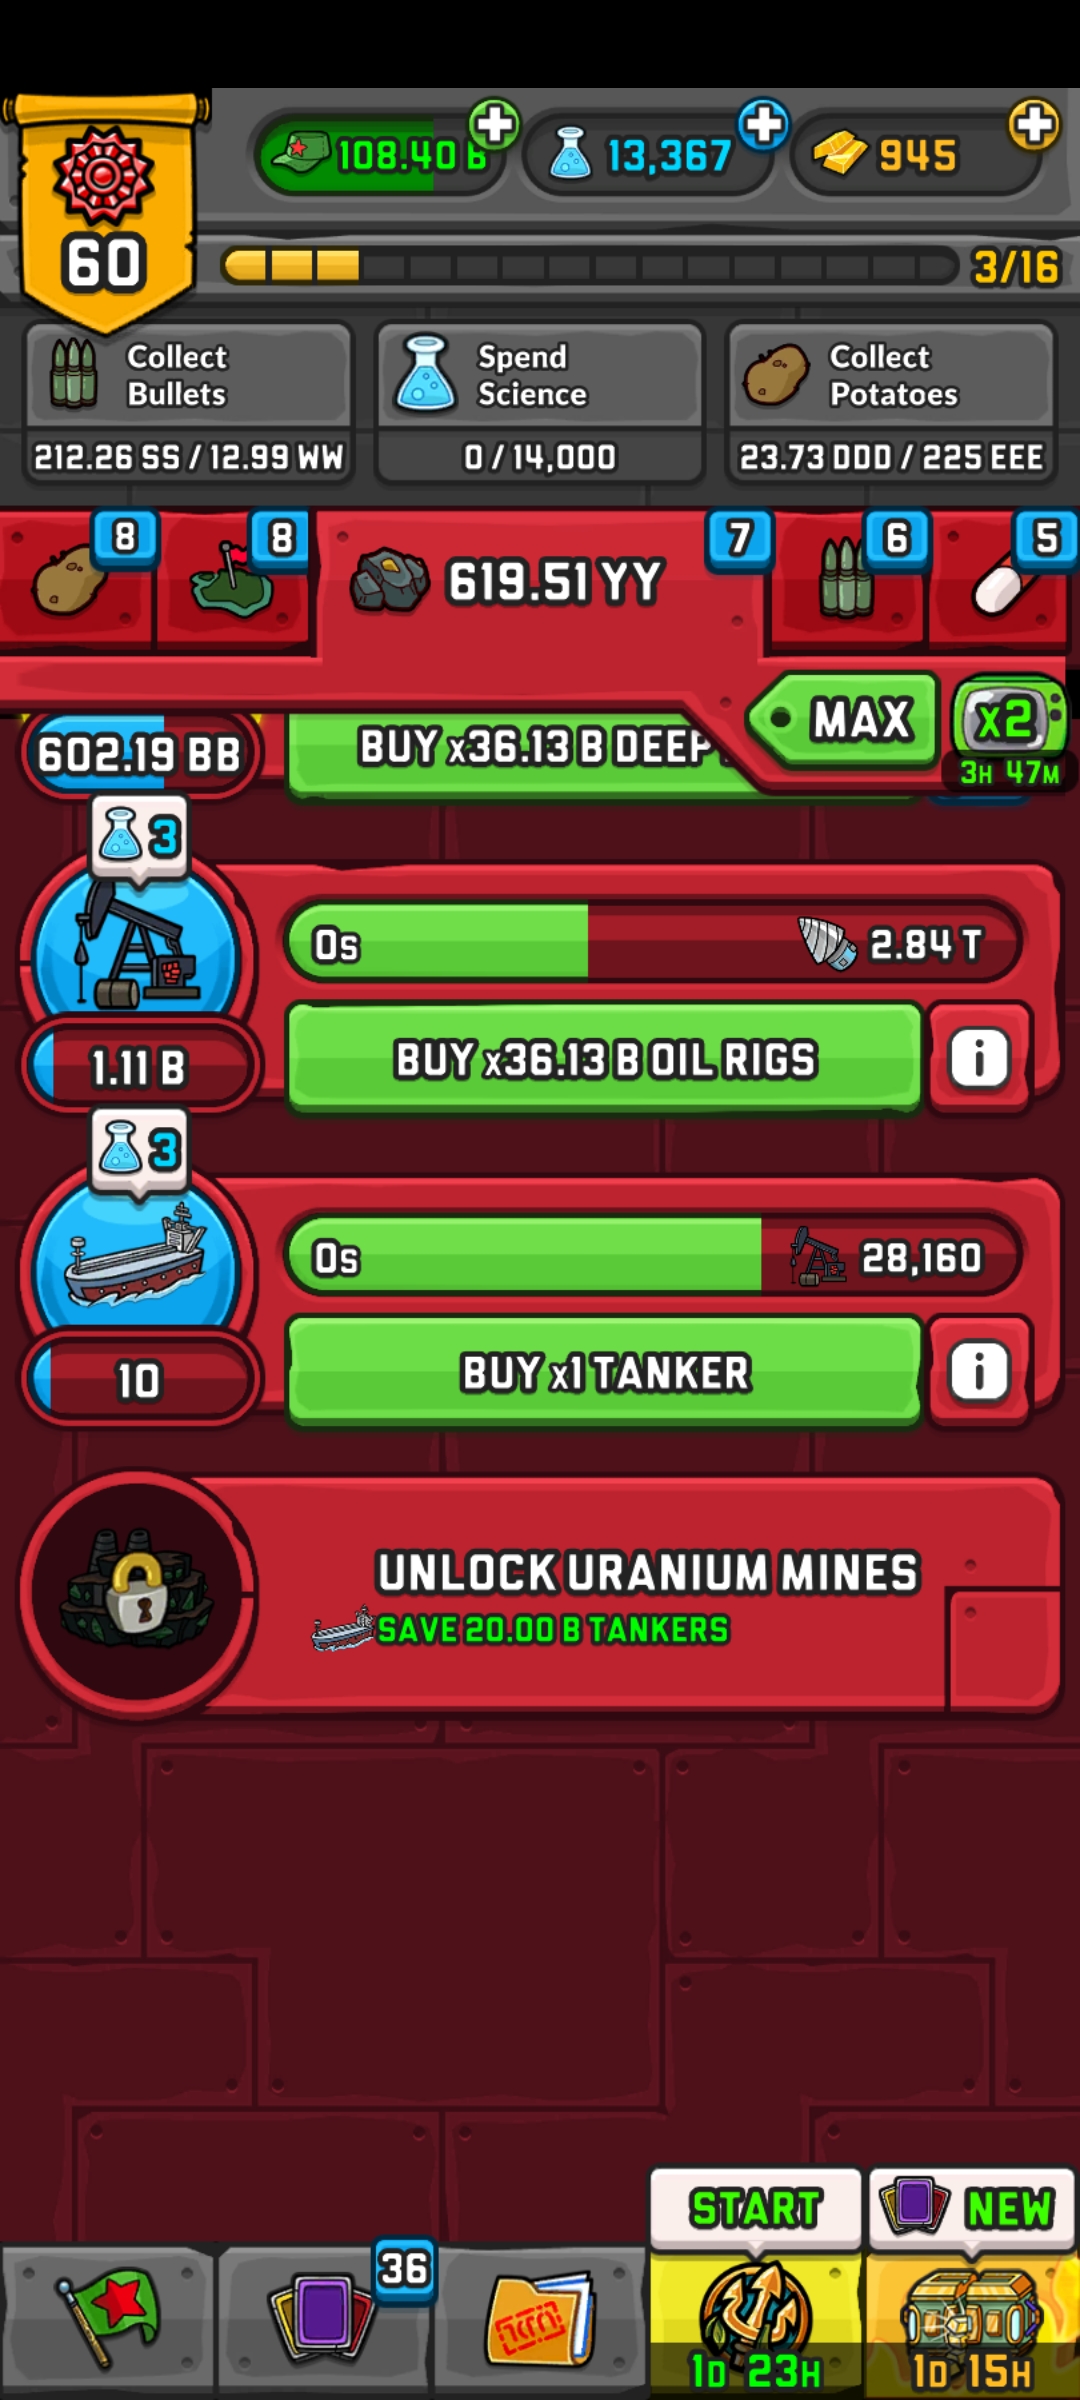 108.40 B
13,367
945
60
3/16
Collect
Bullets
Spend
Science
Collect
Potatoes
212.26 SS / 12.99 WW
0 / 14,000
23.73 DDD / 225 EEE
8
8
7
6
5
619.51 YY
MAX
x2
3H 47M
602.19 BB
BUY x36.13 B DEEP
3
0s
2.84 T
1.11 B
BUY x36.13 B OIL RIGS
i
3
0s
28,160
10
BUY x1 TANKER
i
UNLOCK URANIUM MINES
SAVE 20.00 B TANKERS
START
NEW
36
1D 23H
1D 15H